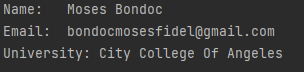 Name:   Moses Bondoc
Email:  bondocmosesfidel@gmail.com
University: City College Of Angeles